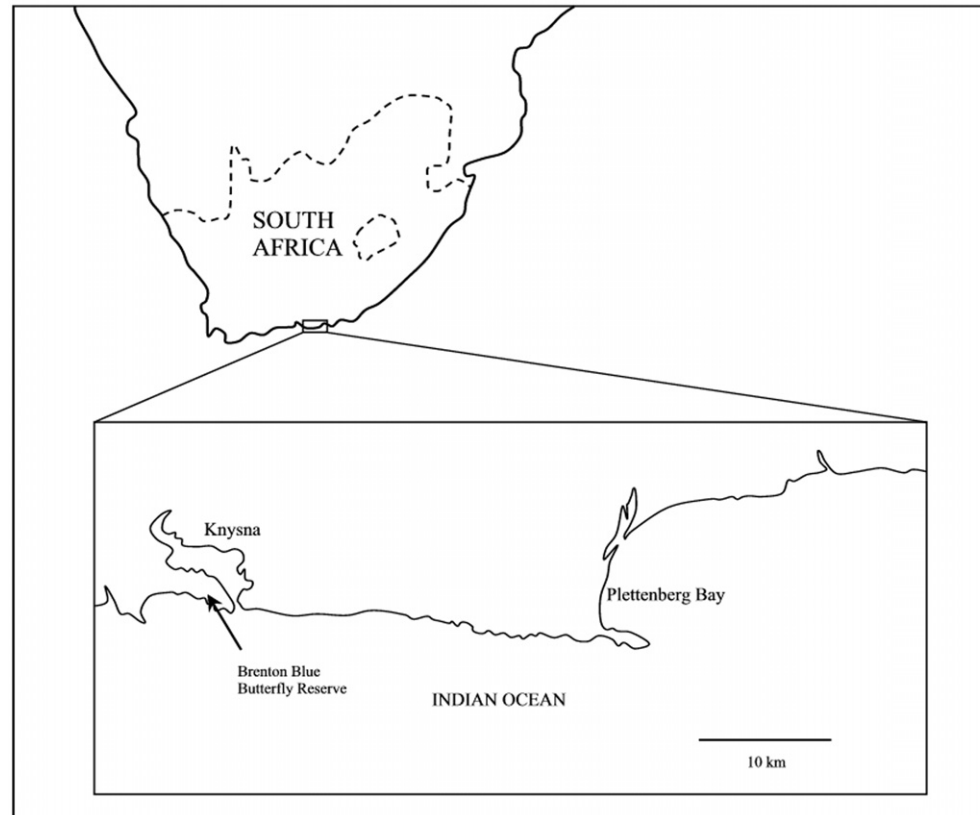 SOUTH
AFRICA
Knysna
Plettenberg Bay
Brenton Blue
Butterfly Reserve
INDIAN OCEAN
10 km